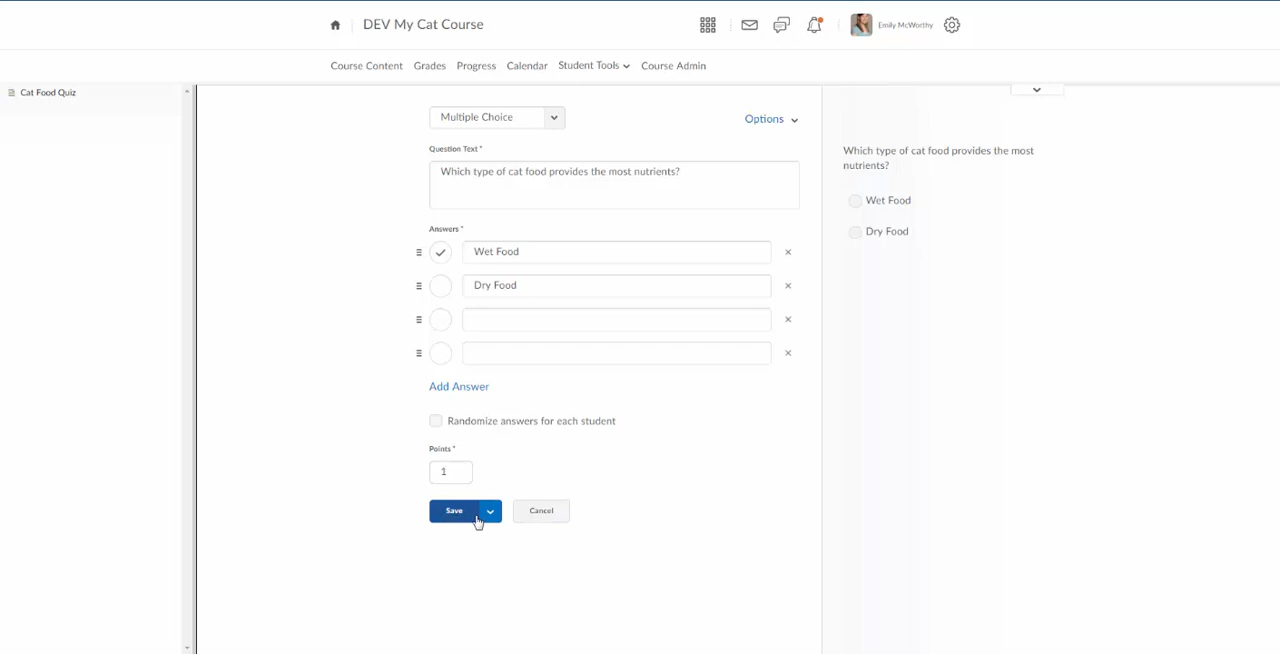 DEV My Cat Course
Emily McWorthy
Course Content Grades Progress Calendar Student Tools Course Admin
Cat Food Quiz
Multiple Choice
Options
Question Text *
Which type of cat food provides the most nutrients?
Answers *
Wet Food
Dry Food
Add Answer
Randomize answers for each student
Points *
1
Save Cancel
Which type of cat food provides the most
nutrients?
Wet Food
Dry Food